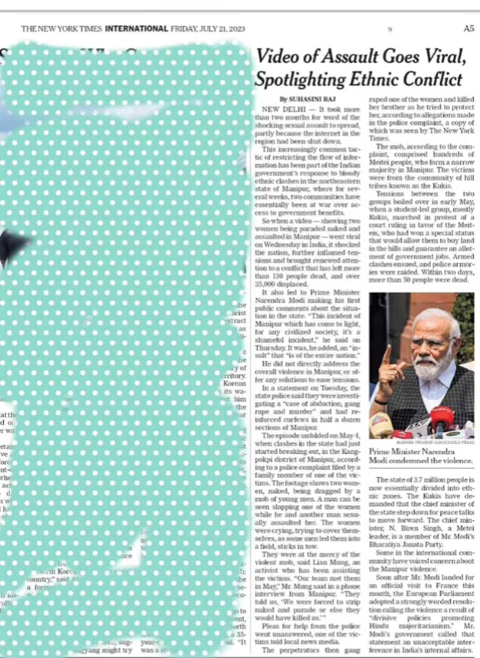 THE NEW YORK TIMES INTERNATIONAL FRIDAY, JULY 21, 2023
N
A5
Video of Assault Goes Viral,
Spotlighting Ethnic Conflict
By SUHASINI RAJ
NEW DELHI — It took more
than two months for word of the
shocking sexual assault to spread,
partly because the internet in the
region had been shut down.
This increasingly common tac-
tic of restricting the flow of infor-
mation has been part of the Indian
government's response to bloody
ethnic clashes in the northeastern
state of Manipur, where for sev-
eral weeks, two communities have
essentially been at war over ac-
cess to government benefits.
So when a video — showing two
women being paraded naked and
assaulted in Manipur — went viral
on Wednesday in India, it shocked
the nation, further inflamed ten-
sions and brought renewed atten-
tion to a conflict that has left more
than 130 people dead, and over
35,000 displaced.
It also led to Prime Minister
Narendra Modi making his first
public comments about the situa-
tion in the state. "This incident of
Manipur which has come to light,
for any civilized society, it's a
shameful incident," he said on
Thursday. It was, he added, an "in-
sult" that "is of the entire nation."
He did not directly address the
overall violence in Manipur, or of-
fer any solutions to ease tensions.
In a statement on Tuesday, the
state police said they were investi-
gating a "case of abduction, gang
rape and murder" and had re-
inforced curfews in half a dozen
sections of Manipur.
The episode unfolded on May 4,
when clashes in the state had just
started breaking out, in the Kang-
pokpi district of Manipur, accord-
ing to a police complaint filed by a
family member of one of the vic-
tims. The footage shows two wom-
en, naked, being dragged by a
mob of young men. A man can be
seen slapping one of the women
while he and another man sexu-
ally assaulted her. The women
were crying, trying to cover them-
selves, as some men led them into
a field, sticks in tow.
They were at the mercy of the
violent mob, said Lian Mung, an
activist who has been assisting
the victims. "Our team met them
in May," Mr. Mung said in a phone
interview from Manipur. "They
told us, 'We were forced to strip
naked and parade or else they
would have killed us.'"
Pleas for help from the police
went unanswered, one of the vic-
tims told local news media.
The perpetrators then gang
raped one of the women and killed
her brother as he tried to protect
her, according to allegations made
in the police complaint, a copy of
which was seen by The New York
Times.
The mob, according to the com-
plaint, comprised hundreds of
Meitei people, who form a narrow
majority in Manipur. The victims
were from the community of hill
tribes known as the Kukis.
Tensions between the two
groups boiled over in early May,
when a student-led group, mostly
Kukis, marched in protest of a
court ruling in favor of the Meit-
eis, who had won a special status
that would allow them to buy land
in the hills and guarantee an allot-
ment of government jobs. Armed
clashes ensued, and police armor-
ies were raided. Within two days,
more than 50 people were dead.
Prime Minister Narendra
Modi condemned the violence.
The state of 3.7 million people is
now essentially divided into eth-
nic zones. The Kukis have de-
manded that the chief minister of
the state step down for peace talks
to move forward. The chief min-
ister, N. Biren Singh, a Meitei
leader, is a member of Mr. Modi's
Bharatiya Janata Party.
Some in the international com-
munity have voiced concern about
the Manipur violence.
Soon after Mr. Modi landed for
an official visit to France this
month, the European Parliament
adopted a strongly worded resolu-
tion calling the violence a result of
"divisive policies promoting
Hindu majoritarianism." Mr.
Modi's government called that
statement an unacceptable inter-
ference in India's internal affairs.